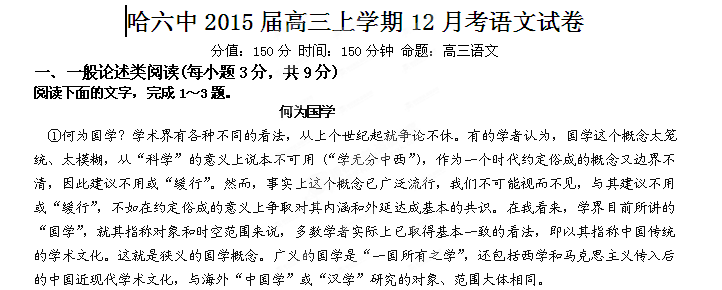 哈六中2015届高三上学期12月考语文试卷
分值：150分 时间：150分钟 命题：高三语文
一、一般论述类阅读(每小题3分，共9分)
阅读下面的文字，完成1～3题。
何为国学
①何为国学？学术界有各种不同的看法，从上个世纪起就争论不休。有的学者认为，国学这个概念太笼
统、太模糊，从“科学”的意义上说本不可用（“学无分中西”），作为一个时代约定俗成的概念又边界不
清，因此建议不用或“缓行”。然而，事实上这个概念已广泛流行，我们不可能视而不见，与其建议不用
或“缓行”，不如在约定俗成的意义上争取对其内涵和外延达成基本的共识。在我看来，学界目前所讲的
“国学”，就其指称对象和时空范围来说，多数学者实际上已取得基本一致的看法，即以其指称中国传统
的学术文化。这就是狭义的国学概念。广义的国学是“一国所有之学”，还包括西学和马克思主义传入后
的中国近现代学术文化，与海外“中国学”或“汉学”研究的对象、范围大体相同。